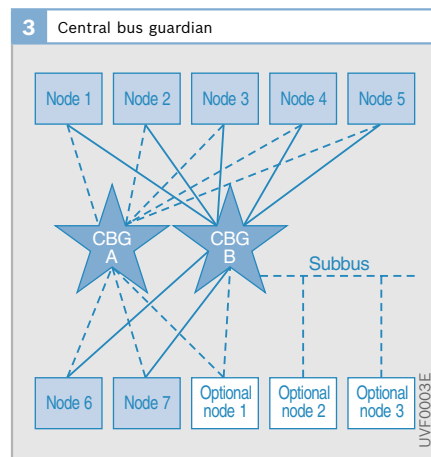 3 Central bus guardian
Node 1 Node 2 Node 3 Node 4 Node 5
CBG
A
CBG
B
Subbus
Node 6 Node 7
Optional
node 1
Optional
node 2
Optional
node 3
UVF0003E